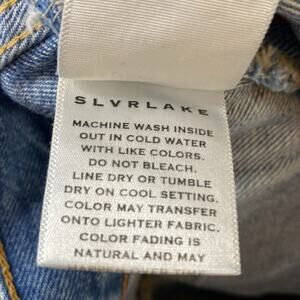 SLVRLAKE
MACHINE WASH INSIDE
OUT IN COLD WATER
WITH LIKE COLORS.
DO NOT BLEACH.
LINE DRY OR TUMBLE
DRY ON COOL SETTING.
COLOR MAY TRANSFER
ONTO LIGHTER FABRIC.
COLOR FADING IS
NATURAL AND MAY